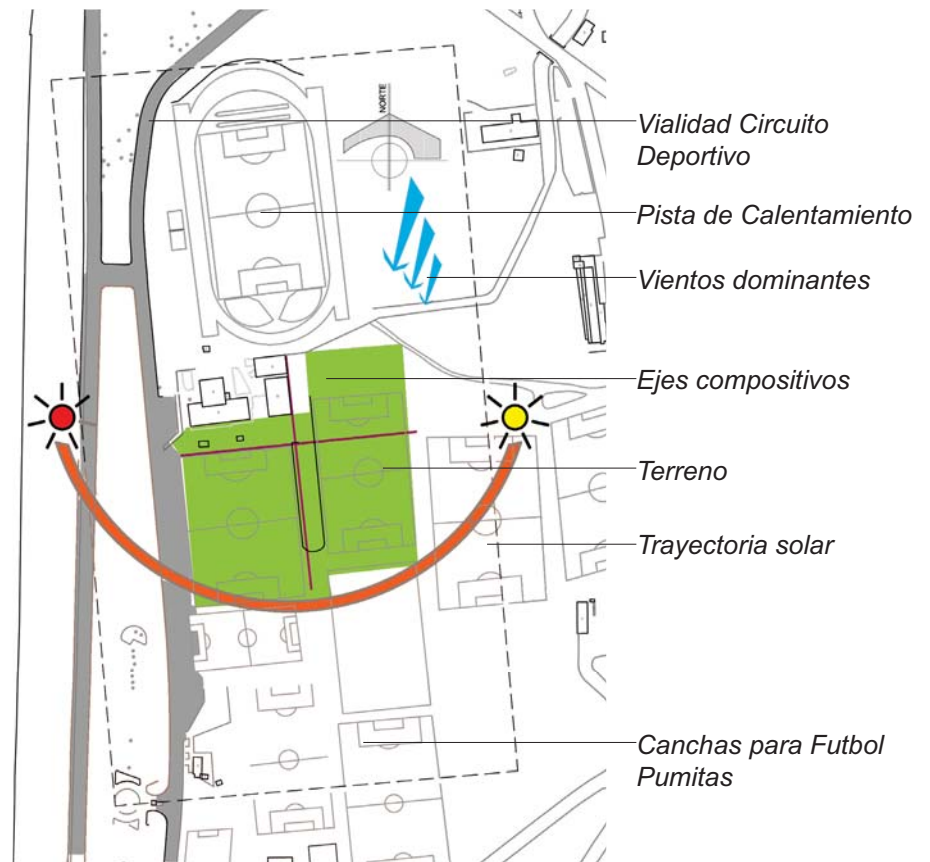 NORTE
Vialidad Circuito
Deportivo
Pista de Calentamiento
Vientos dominantes
Ejes compositivos
Terreno
Trayectoria solar
Canchas para Futbol
Pumitas